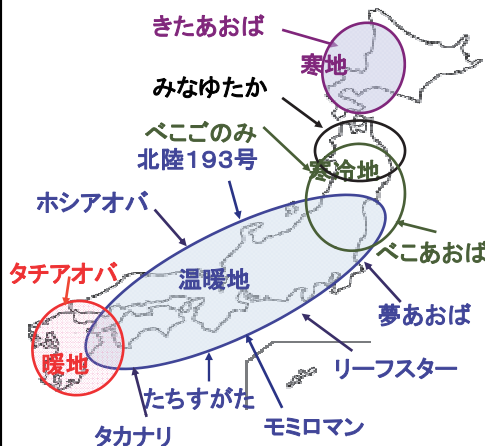 きたあおば
寒地
みなゆたか
べこごのみ
北陸193号
寒冷地
ホシアオバ
べこあおば
タチアオバ
温暖地
夢あおば
暖地
リーフスター
たちすがた
モミロマン
タカナリ